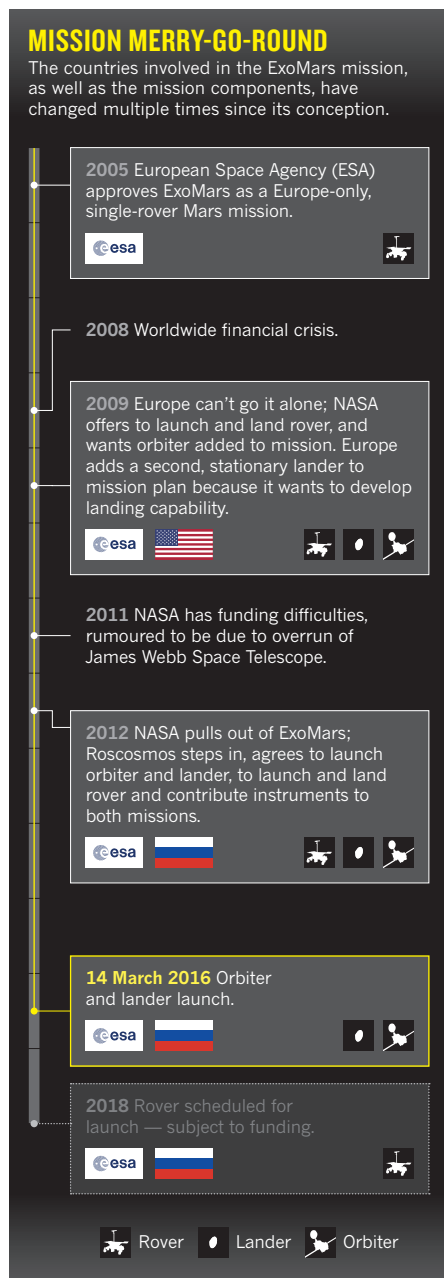 MISSION MERRY-GO-ROUND
The countries involved in the ExoMars mission,
as well as the mission components, have
changed multiple times since its conception.
2005 European Space Agency (ESA)
approves ExoMars as a Europe-only,
single-rover Mars mission.
esa
2008 Worldwide financial crisis.
2009 Europe can't go it alone; NASA
offers to launch and land rover, and
wants orbiter added to mission. Europe
adds a second, stationary lander to
mission plan because it wants to develop
landing capability.
esa
2011 NASA has funding difficulties,
rumoured to be due to overrun of
James Webb Space Telescope.
2012 NASA pulls out of ExoMars;
Roscosmos steps in, agrees to launch
orbiter and lander, to launch and land
rover and contribute instruments to
both missions.
esa
14 March 2016 Orbiter
and lander launch.
esa
2018 Rover scheduled for
launch — subject to funding.
esa
Rover Lander Orbiter